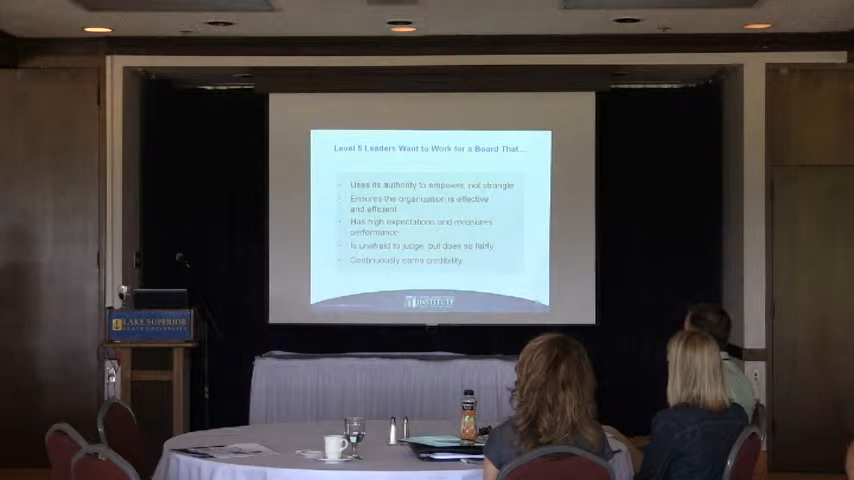 Level 5 Leaders Want to Work for a Board That...
- Uses its authority to empower, not strangle
- Ensures the organization is effective
and efficient
- Has high expectations and measures
performance
- Is unafraid to judge, but does so fairly
- Continuously earns credibility
INSTITUTE
LAKE SUPERIOR
STATE UNIVERSITY